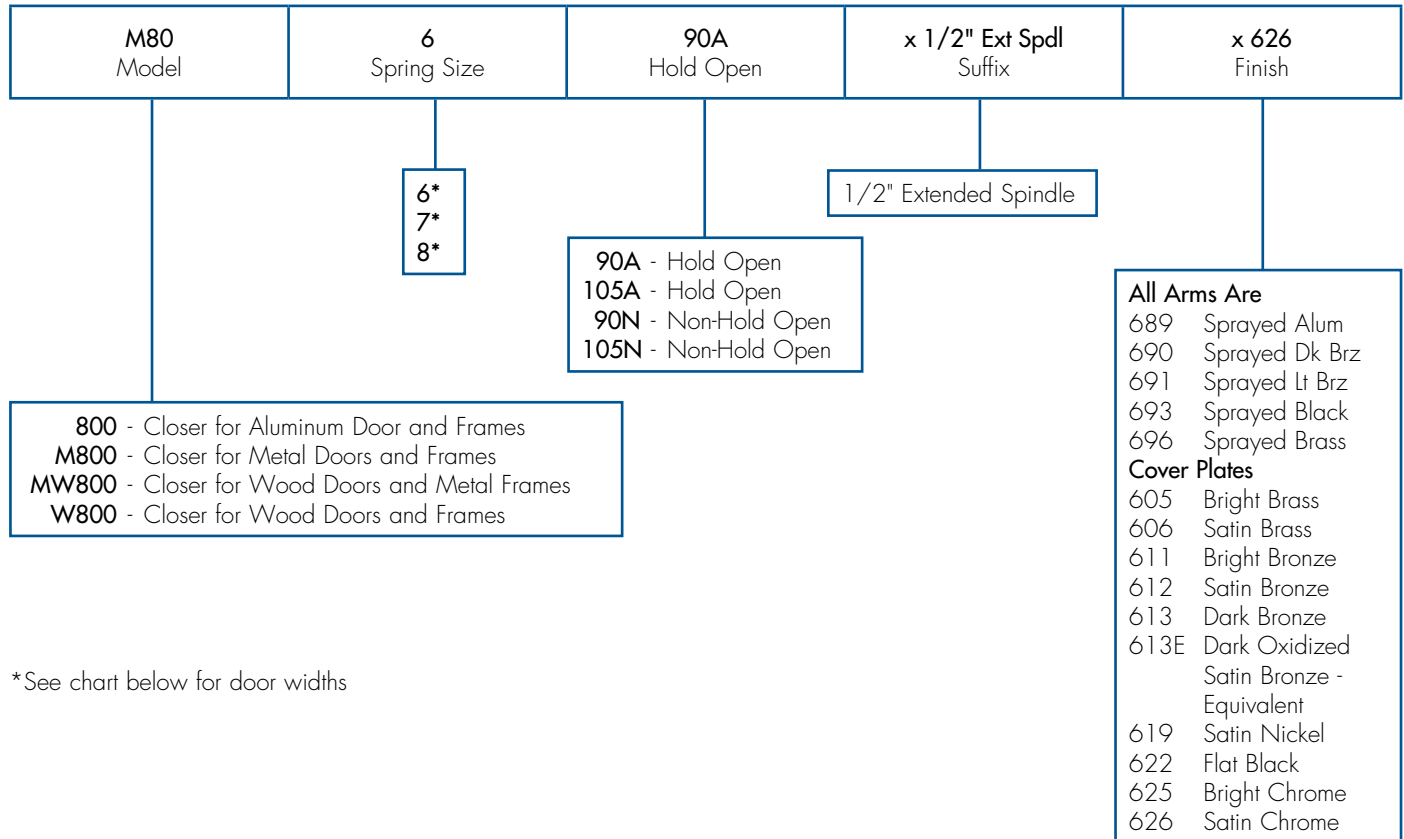 M80
Model
6
Spring Size
90A
Hold Open
x 1/2" Ext Spdl
Suffix
x 626
Finish
6*
7*
8*
1/2" Extended Spindle
90A - Hold Open
105A - Hold Open
90N - Non-Hold Open
105N - Non-Hold Open
800 - Closer for Aluminum Door and Frames
M800 - Closer for Metal Doors and Frames
MW800 - Closer for Wood Doors and Metal Frames
W800 - Closer for Wood Doors and Frames
All Arms Are
689 Sprayed Alum
690 Sprayed Dk Brz
691 Sprayed Lt Brz
693 Sprayed Black
696 Sprayed Brass
Cover Plates
605 Bright Brass
606 Satin Brass
611 Bright Bronze
612 Satin Bronze
613 Dark Bronze
613E Dark Oxidized
Satin Bronze -
Equivalent
619 Satin Nickel
622 Flat Black
625 Bright Chrome
626 Satin Chrome
*See chart below for door widths